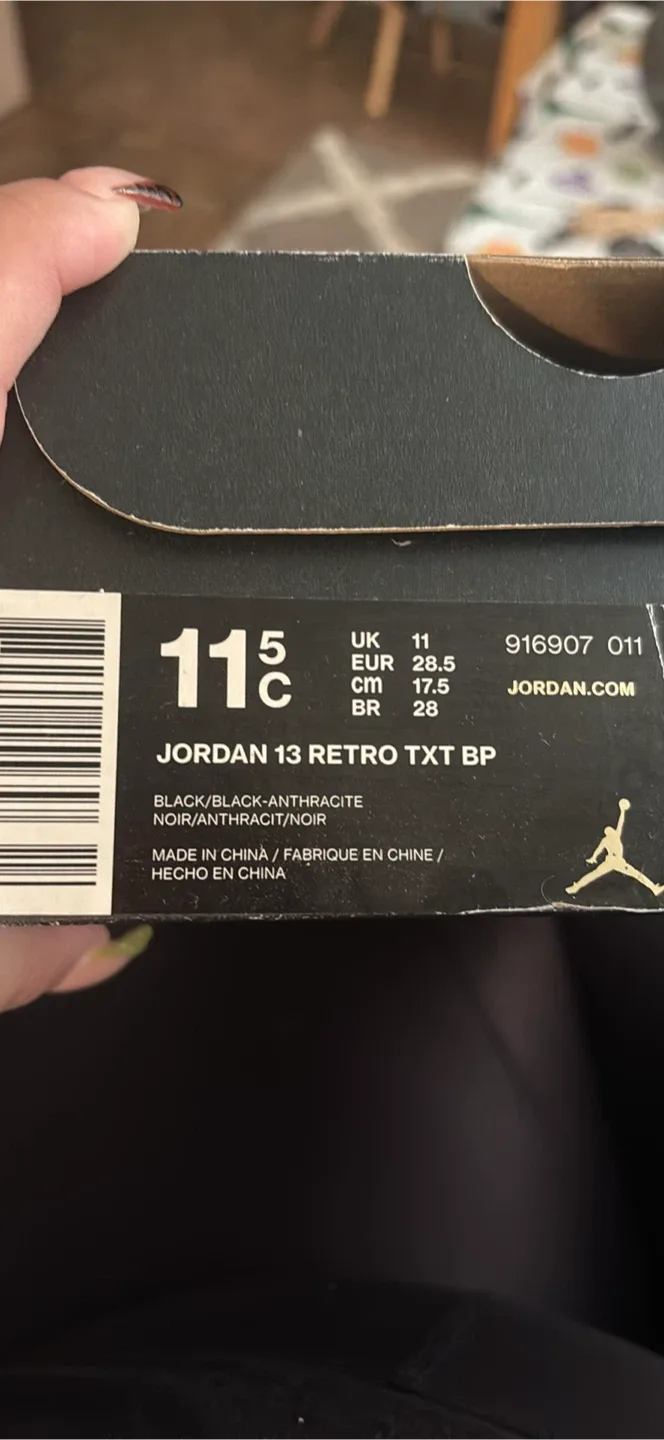 11 5 C
UK 11
EUR 28.5
cm 17.5
BR 28
916907 011
JORDAN.COM
JORDAN 13 RETRO TXT BP
BLACK/BLACK-ANTHRACITE
NOIR/ANTHRACIT/NOIR
MADE IN CHINA / FABRIQUE EN CHINE /
HECHO EN CHINA